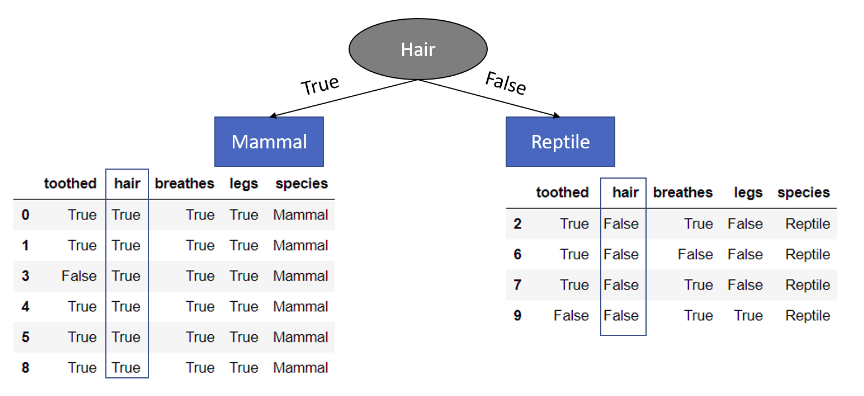 Hair
True
False
Mammal
Reptile
toothed hair breathes legs species
0 True True True True Mammal
1 True True True True Mammal
3 False True True True Mammal
4 True True True True Mammal
5 True True True True Mammal
8 True True True True Mammal
toothed hair breathes legs species
2 True False True False Reptile
6 True False False False Reptile
7 True False True False Reptile
9 False False True True Reptile